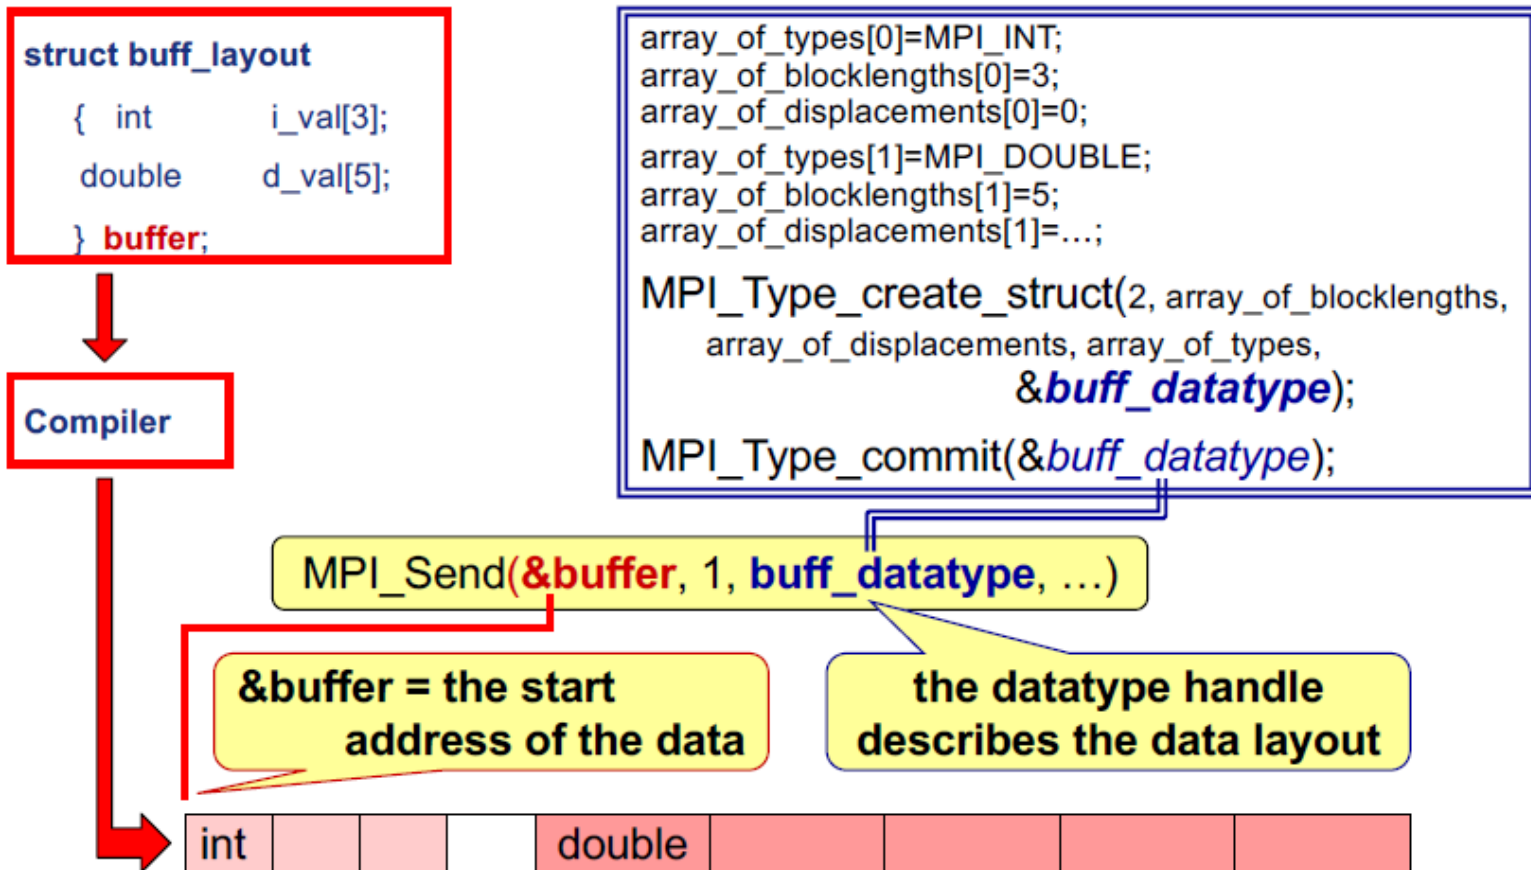 struct buff_layout
{ int i_val[3];
double d_val[5];
} buffer;
Compiler
array_of_types[0]=MPI_INT;
array_of_blocklengths[0]=3;
array_of_displacements[0]=0;
array_of_types[1]=MPI_DOUBLE;
array_of_blocklengths[1]=5;
array_of_displacements[1]=…;
MPI_Type_create_struct(2, array_of_blocklengths,
array_of_displacements, array_of_types,
&buff_datatype);
MPI_Type_commit(&buff_datatype);
MPI_Send(&buffer, 1, buff_datatype, …)
&buffer = the start
address of the data
the datatype handle
describes the data layout
int double